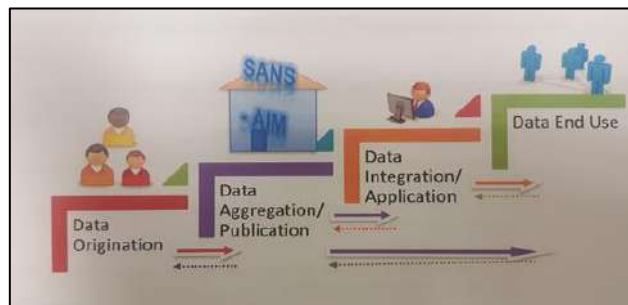 SANS
AIM
Data End Use
Data
Integration/
Application
Data
Aggregation/
Publication
Data
Origination